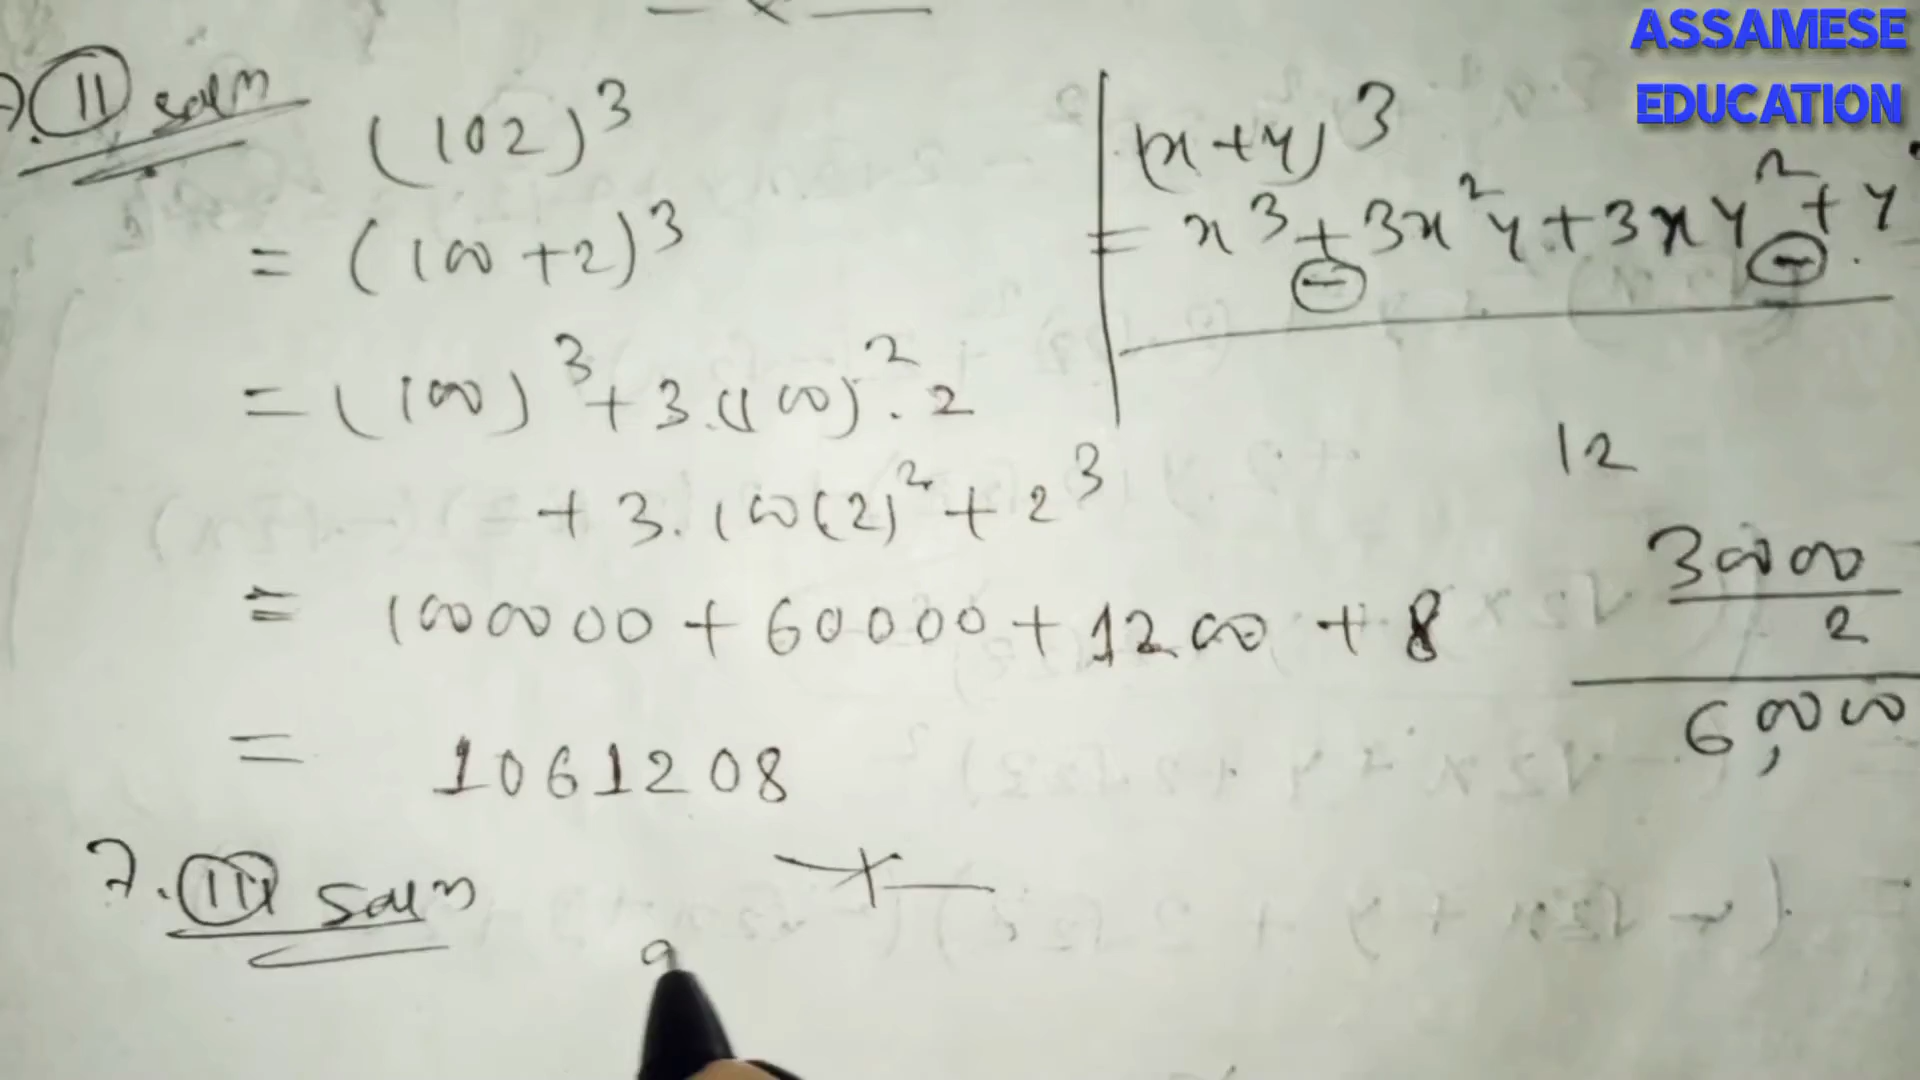 ASSAMESE
EDUCATION
7. (II) Soln
(102)³
= (100 + 2)³
= (100)³ + 3.(100)².2
+ 3.100(2)² + 2³
= 1000000 + 60000 + 1200 + 8
= 1061208
(x+y)³
= x³ + 3x²y + 3xy² + y
(-) (-)
12
30000
2
60000
7. (III) Soln
9